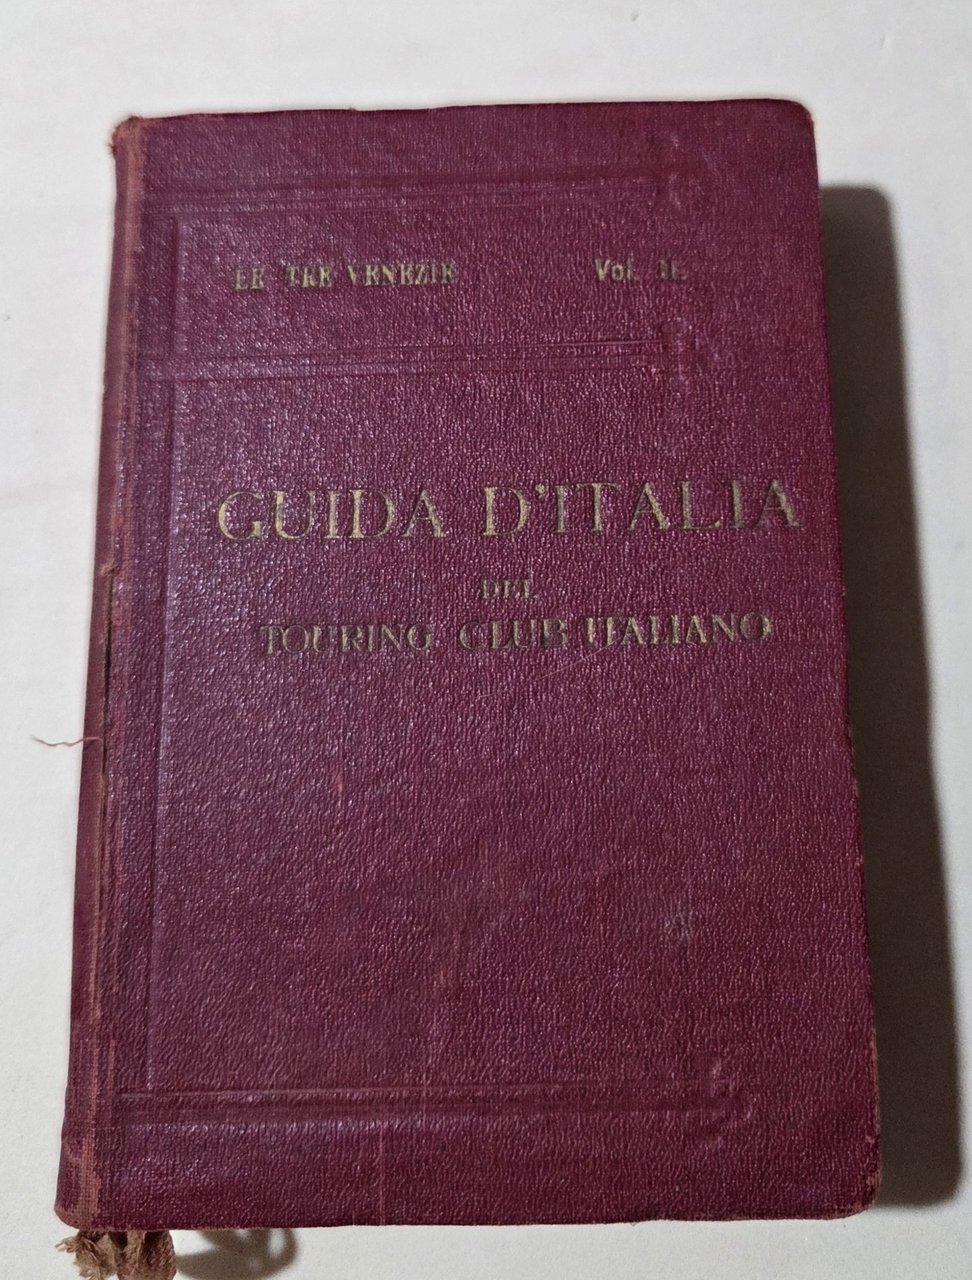 LE TRE VENEZIE Vol. II.
GUIDA D'ITALIA
DEL
TOURING CLUB ITALIANO